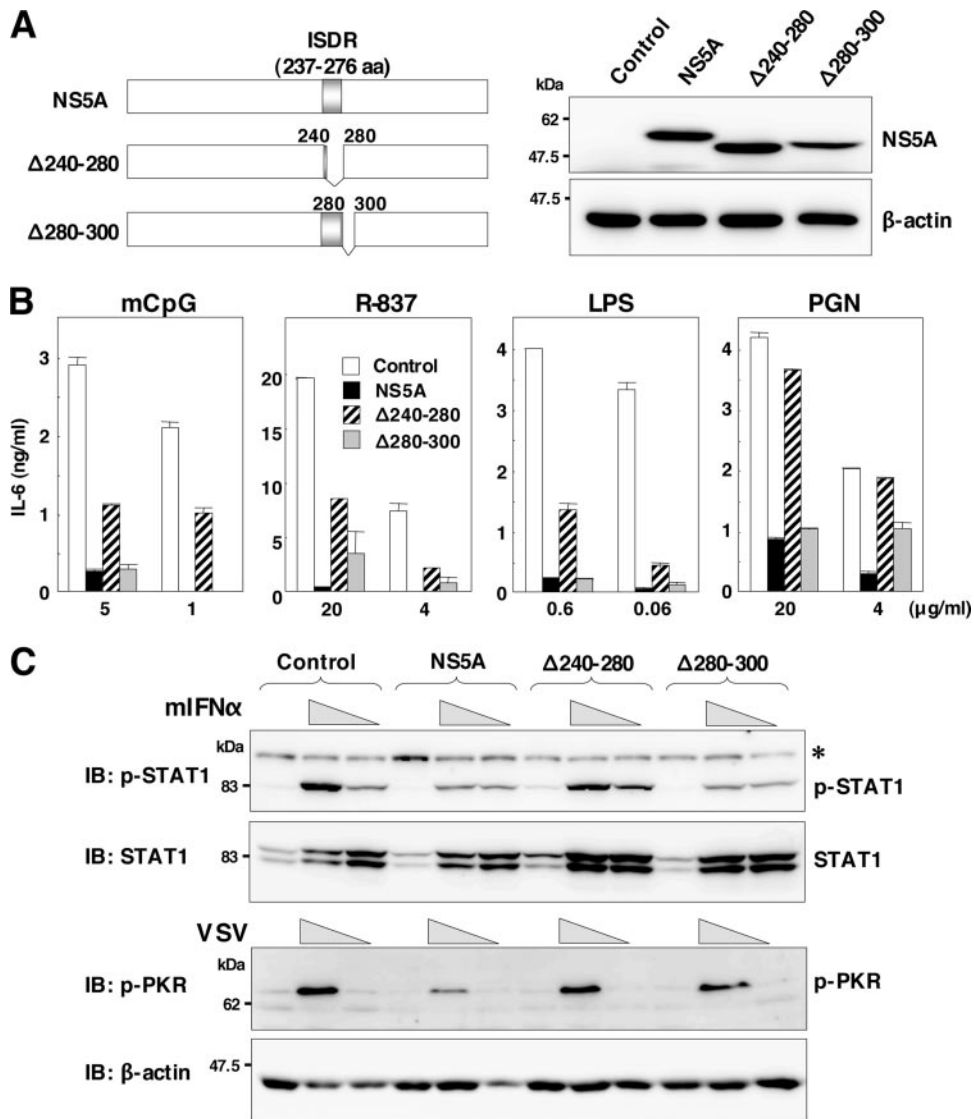 A
ISDR
(237-276 aa)
NS5A
240 280
Δ240-280
280 300
Δ280-300
Control NS5A Δ240-280 Δ280-300
kDa
62
47.5
NS5A
47.5
β-actin
B
mCpG R-837 LPS PGN
IL-6 (ng/ml)
3
2
1
0
5 1
20
15
10
5
0
20 4
Control
NS5A
Δ240-280
Δ280-300
4
3
2
1
0
0.6 0.06
4
2
1
0
20 4 (μg/ml)
C
Control NS5A Δ240-280 Δ280-300
mIFNα
kDa
*
IB: p-STAT1 83 p-STAT1
IB: STAT1 83 STAT1
VSV
kDa
IB: p-PKR p-PKR
62
47.5
IB: β-actin